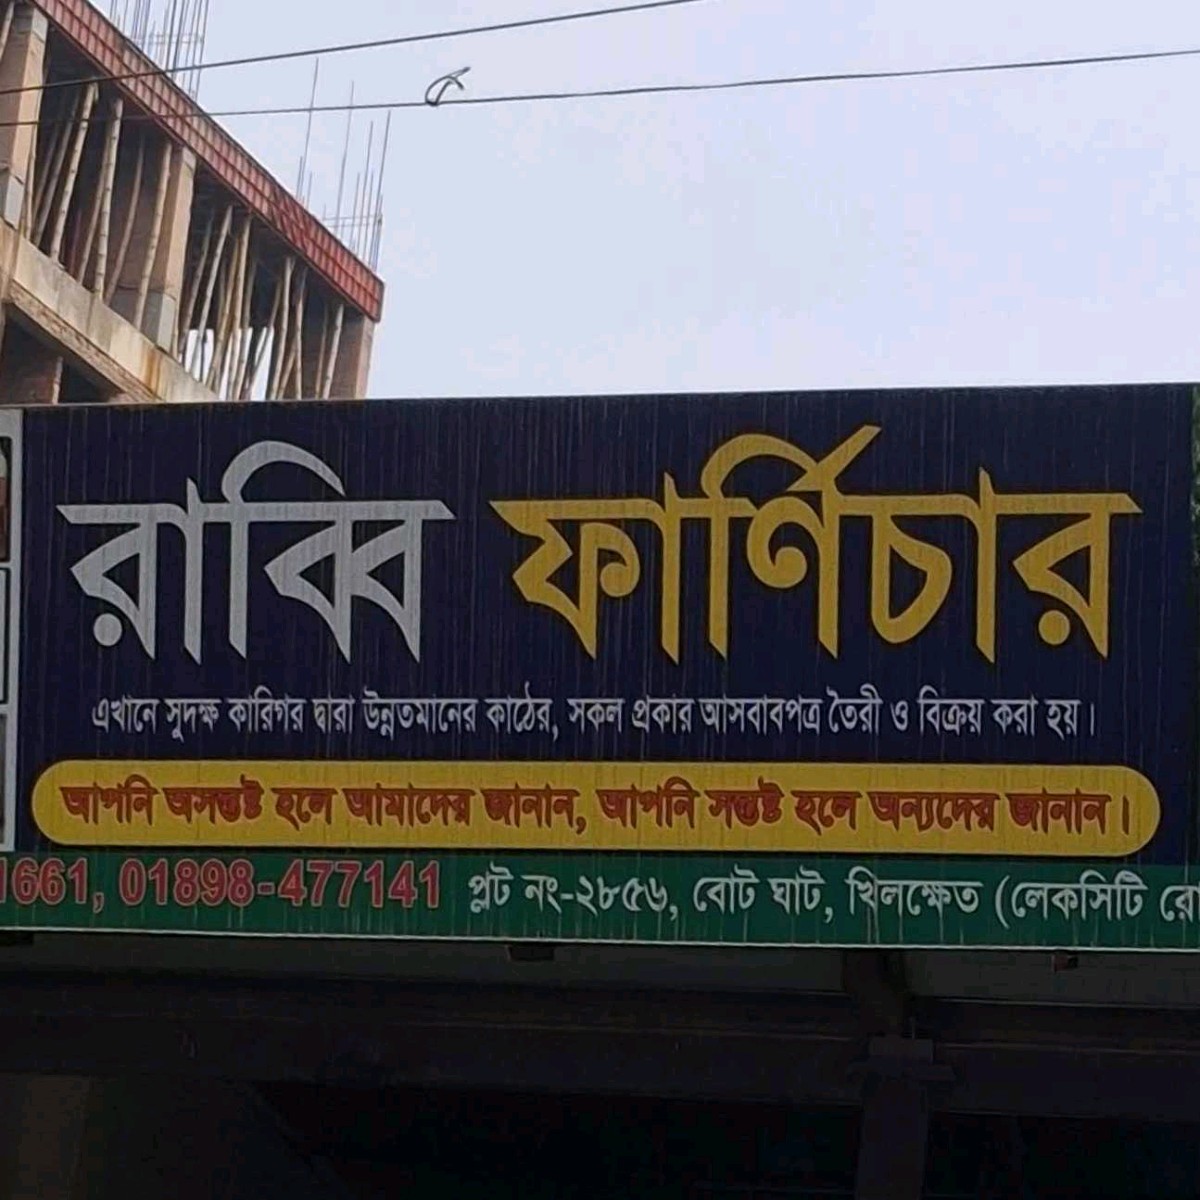 রাব্বি ফার্ণিচার
এখানে সুদক্ষ কারিগর দ্বারা উন্নতমানের কাঠের, সকল প্রকার আসবাবপত্র তৈরী ও বিক্রয় করা হয়।
আপনি অসন্তুষ্ট হলে আমাদের জানান, আপনি সন্তুষ্ট হলে অন্যদের জানান।
1661, 01898-477141 প্লট নং-২৮৫৬, বোট ঘাট, খিলক্ষেত (লেকসিটি রো